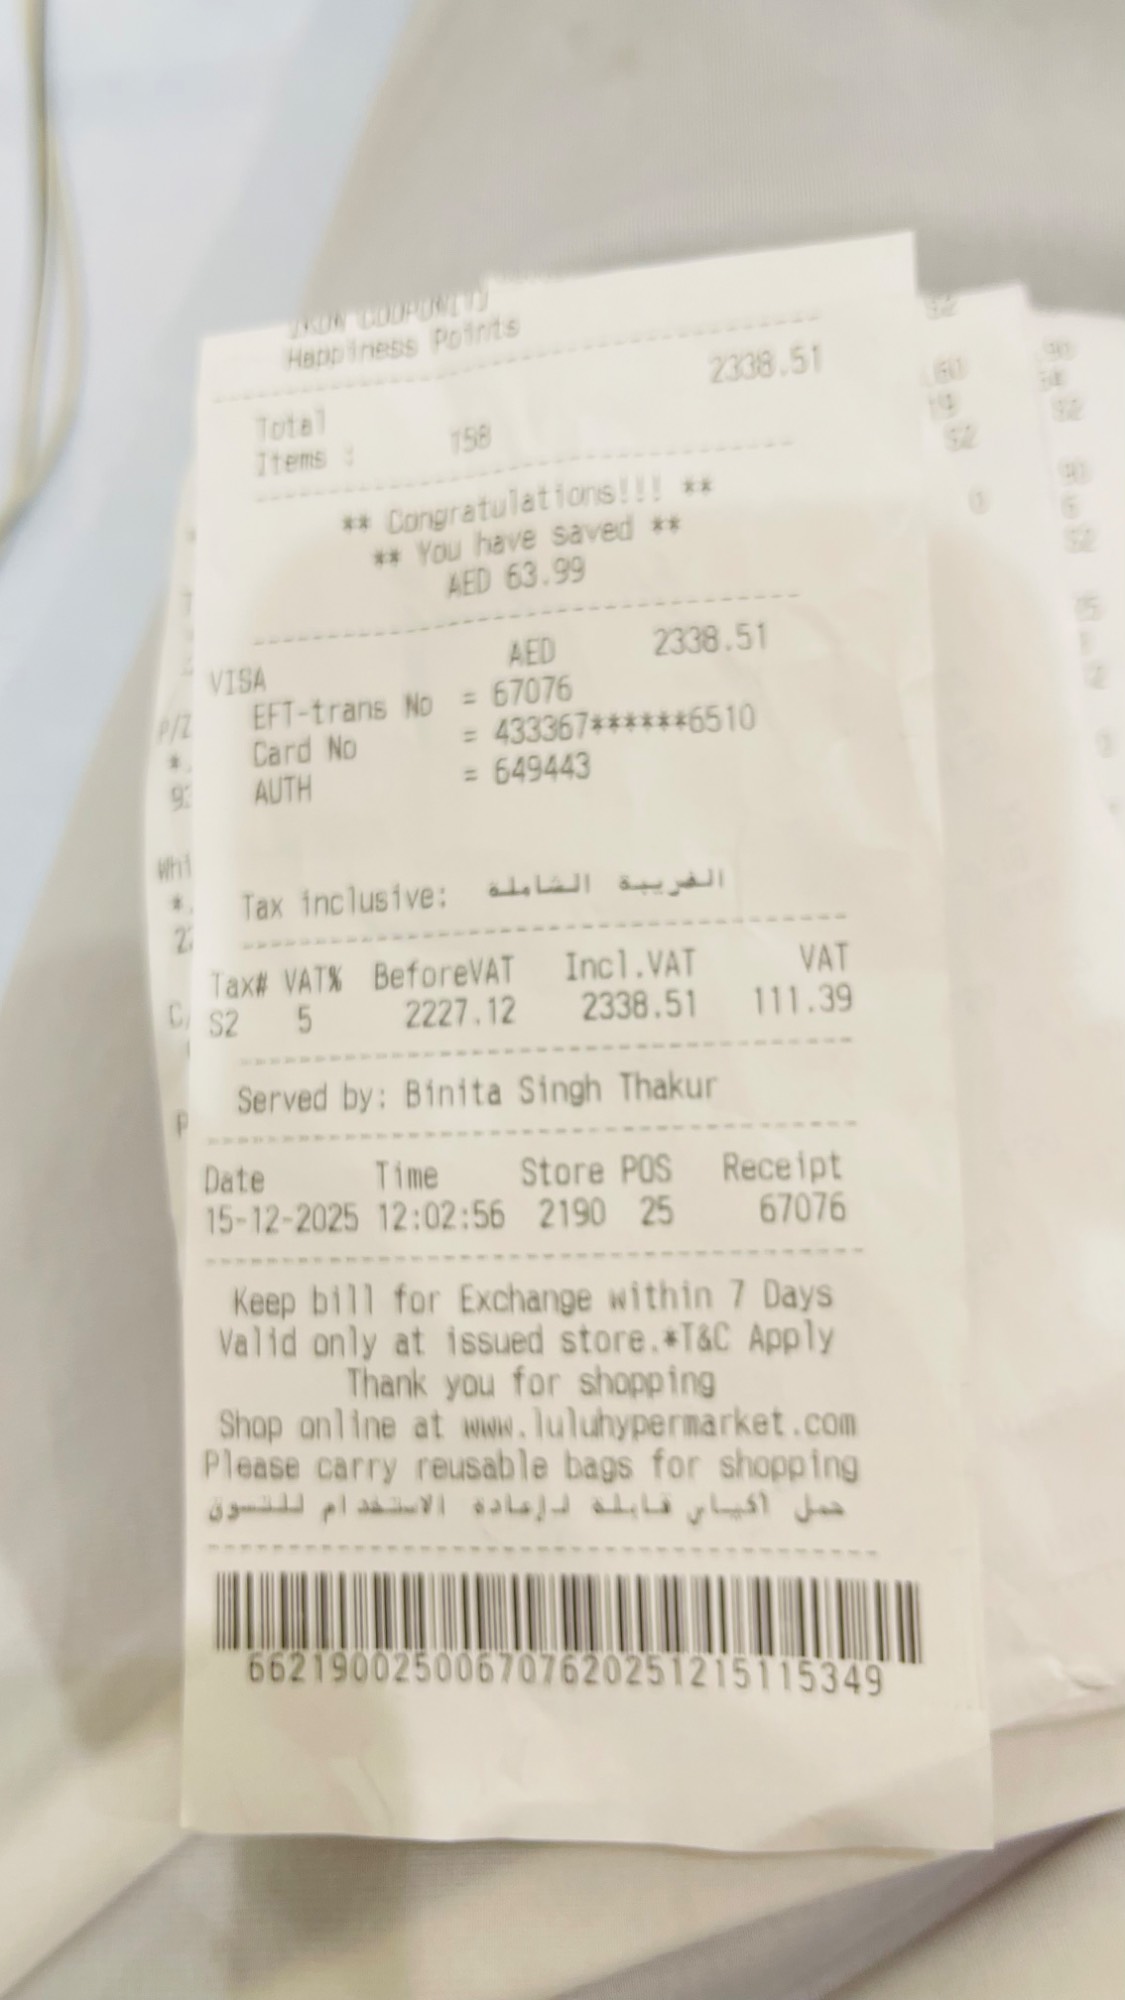 Happiness Points
Total 2338.51
Items : 158
** Congratulations!!! **
** You have saved **
AED 63.99
VISA AED 2338.51
EFT-trans No = 67076
Card No = 433367******6510
AUTH = 649443
Tax inclusive: الضريبة الشاملة
Tax# VAT% BeforeVAT Incl.VAT VAT
S2 5 2227.12 2338.51 111.39
Served by: Binita Singh Thakur
Date Time Store POS Receipt
15-12-2025 12:02:56 2190 25 67076
Keep bill for Exchange within 7 Days
Valid only at issued store.*T&C Apply
Thank you for shopping
Shop online at www.luluhypermarket.com
Please carry reusable bags for shopping
حمل أكياس قابلة لإعادة الاستخدام للتسوق
662190025006707620251215115349